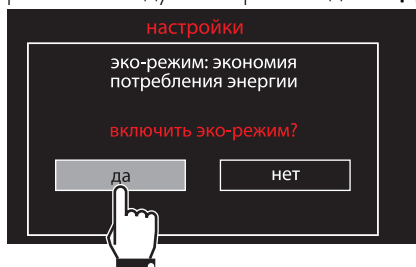 настройки
эко-режим: экономия
потребления энергии
включить эко-режим?
да
нет